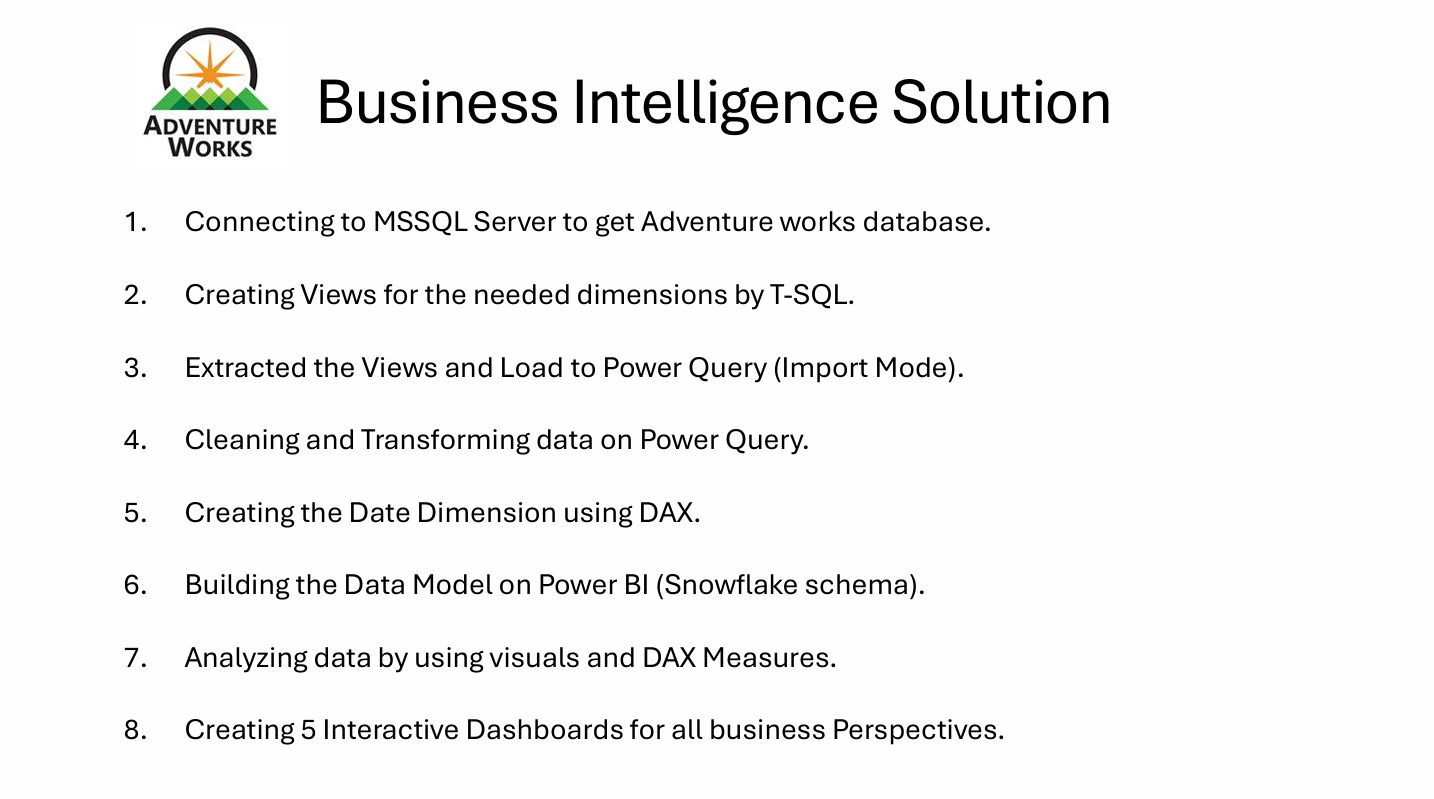 ADVENTURE
WORKS
Business Intelligence Solution
1. Connecting to MSSQL Server to get Adventure works database.
2. Creating Views for the needed dimensions by T-SQL.
3. Extracted the Views and Load to Power Query (Import Mode).
4. Cleaning and Transforming data on Power Query.
5. Creating the Date Dimension using DAX.
6. Building the Data Model on Power BI (Snowflake schema).
7. Analyzing data by using visuals and DAX Measures.
8. Creating 5 Interactive Dashboards for all business Perspectives.